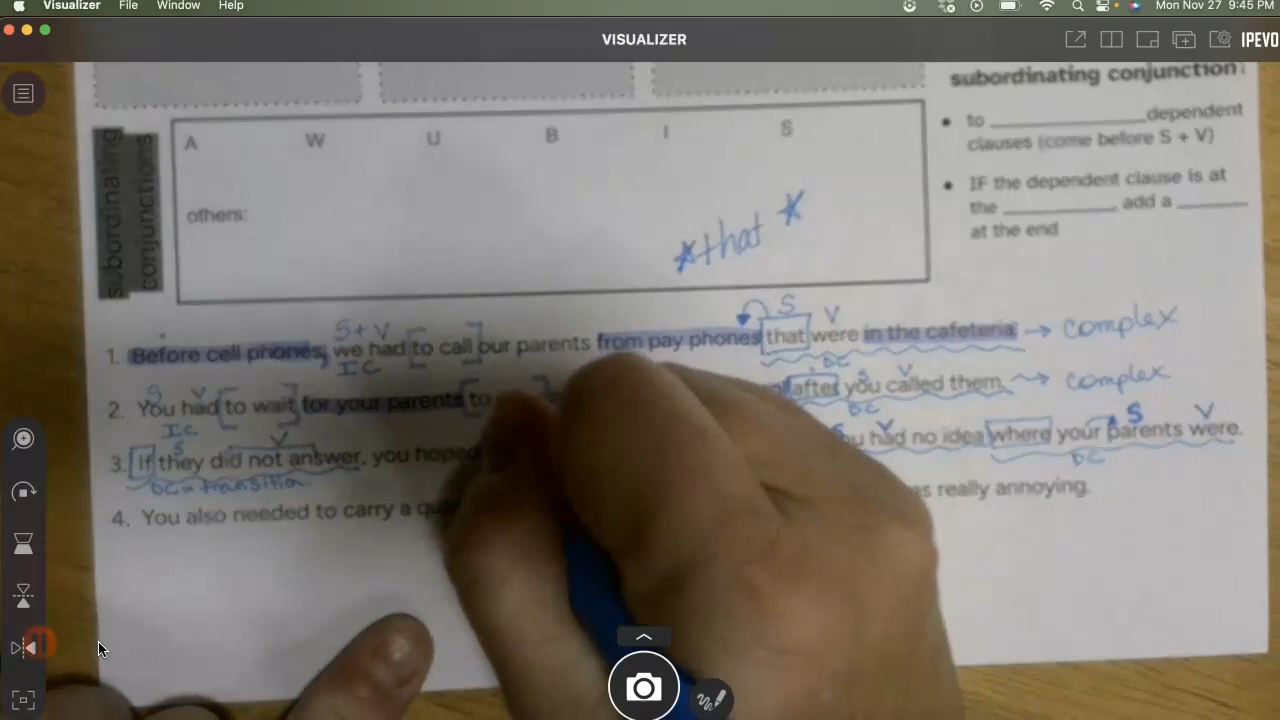 Visualizer File Window Help Mon Nov 27 9:45 PM
VISUALIZER
IPEVO
subordinating conjunction:
• to ______________dependent
clauses (come before S + V)
• IF the dependent clause is at
the __________ add a ______
at the end
subordinating
conjunctions
A W U B I S
others:
*that*
S + V S V
1. Before cell phones, we had [to call] our parents from pay phones that were in the cafeteria → complex
IC DC
S V S V
2. You had [to wait] for your parents [to after you called them. → complex
IC DC
S V S V S V
3. If they did not answer, you hoped had no idea where your parents were.
DC = transition DC
4. You also needed to carry a really annoying.